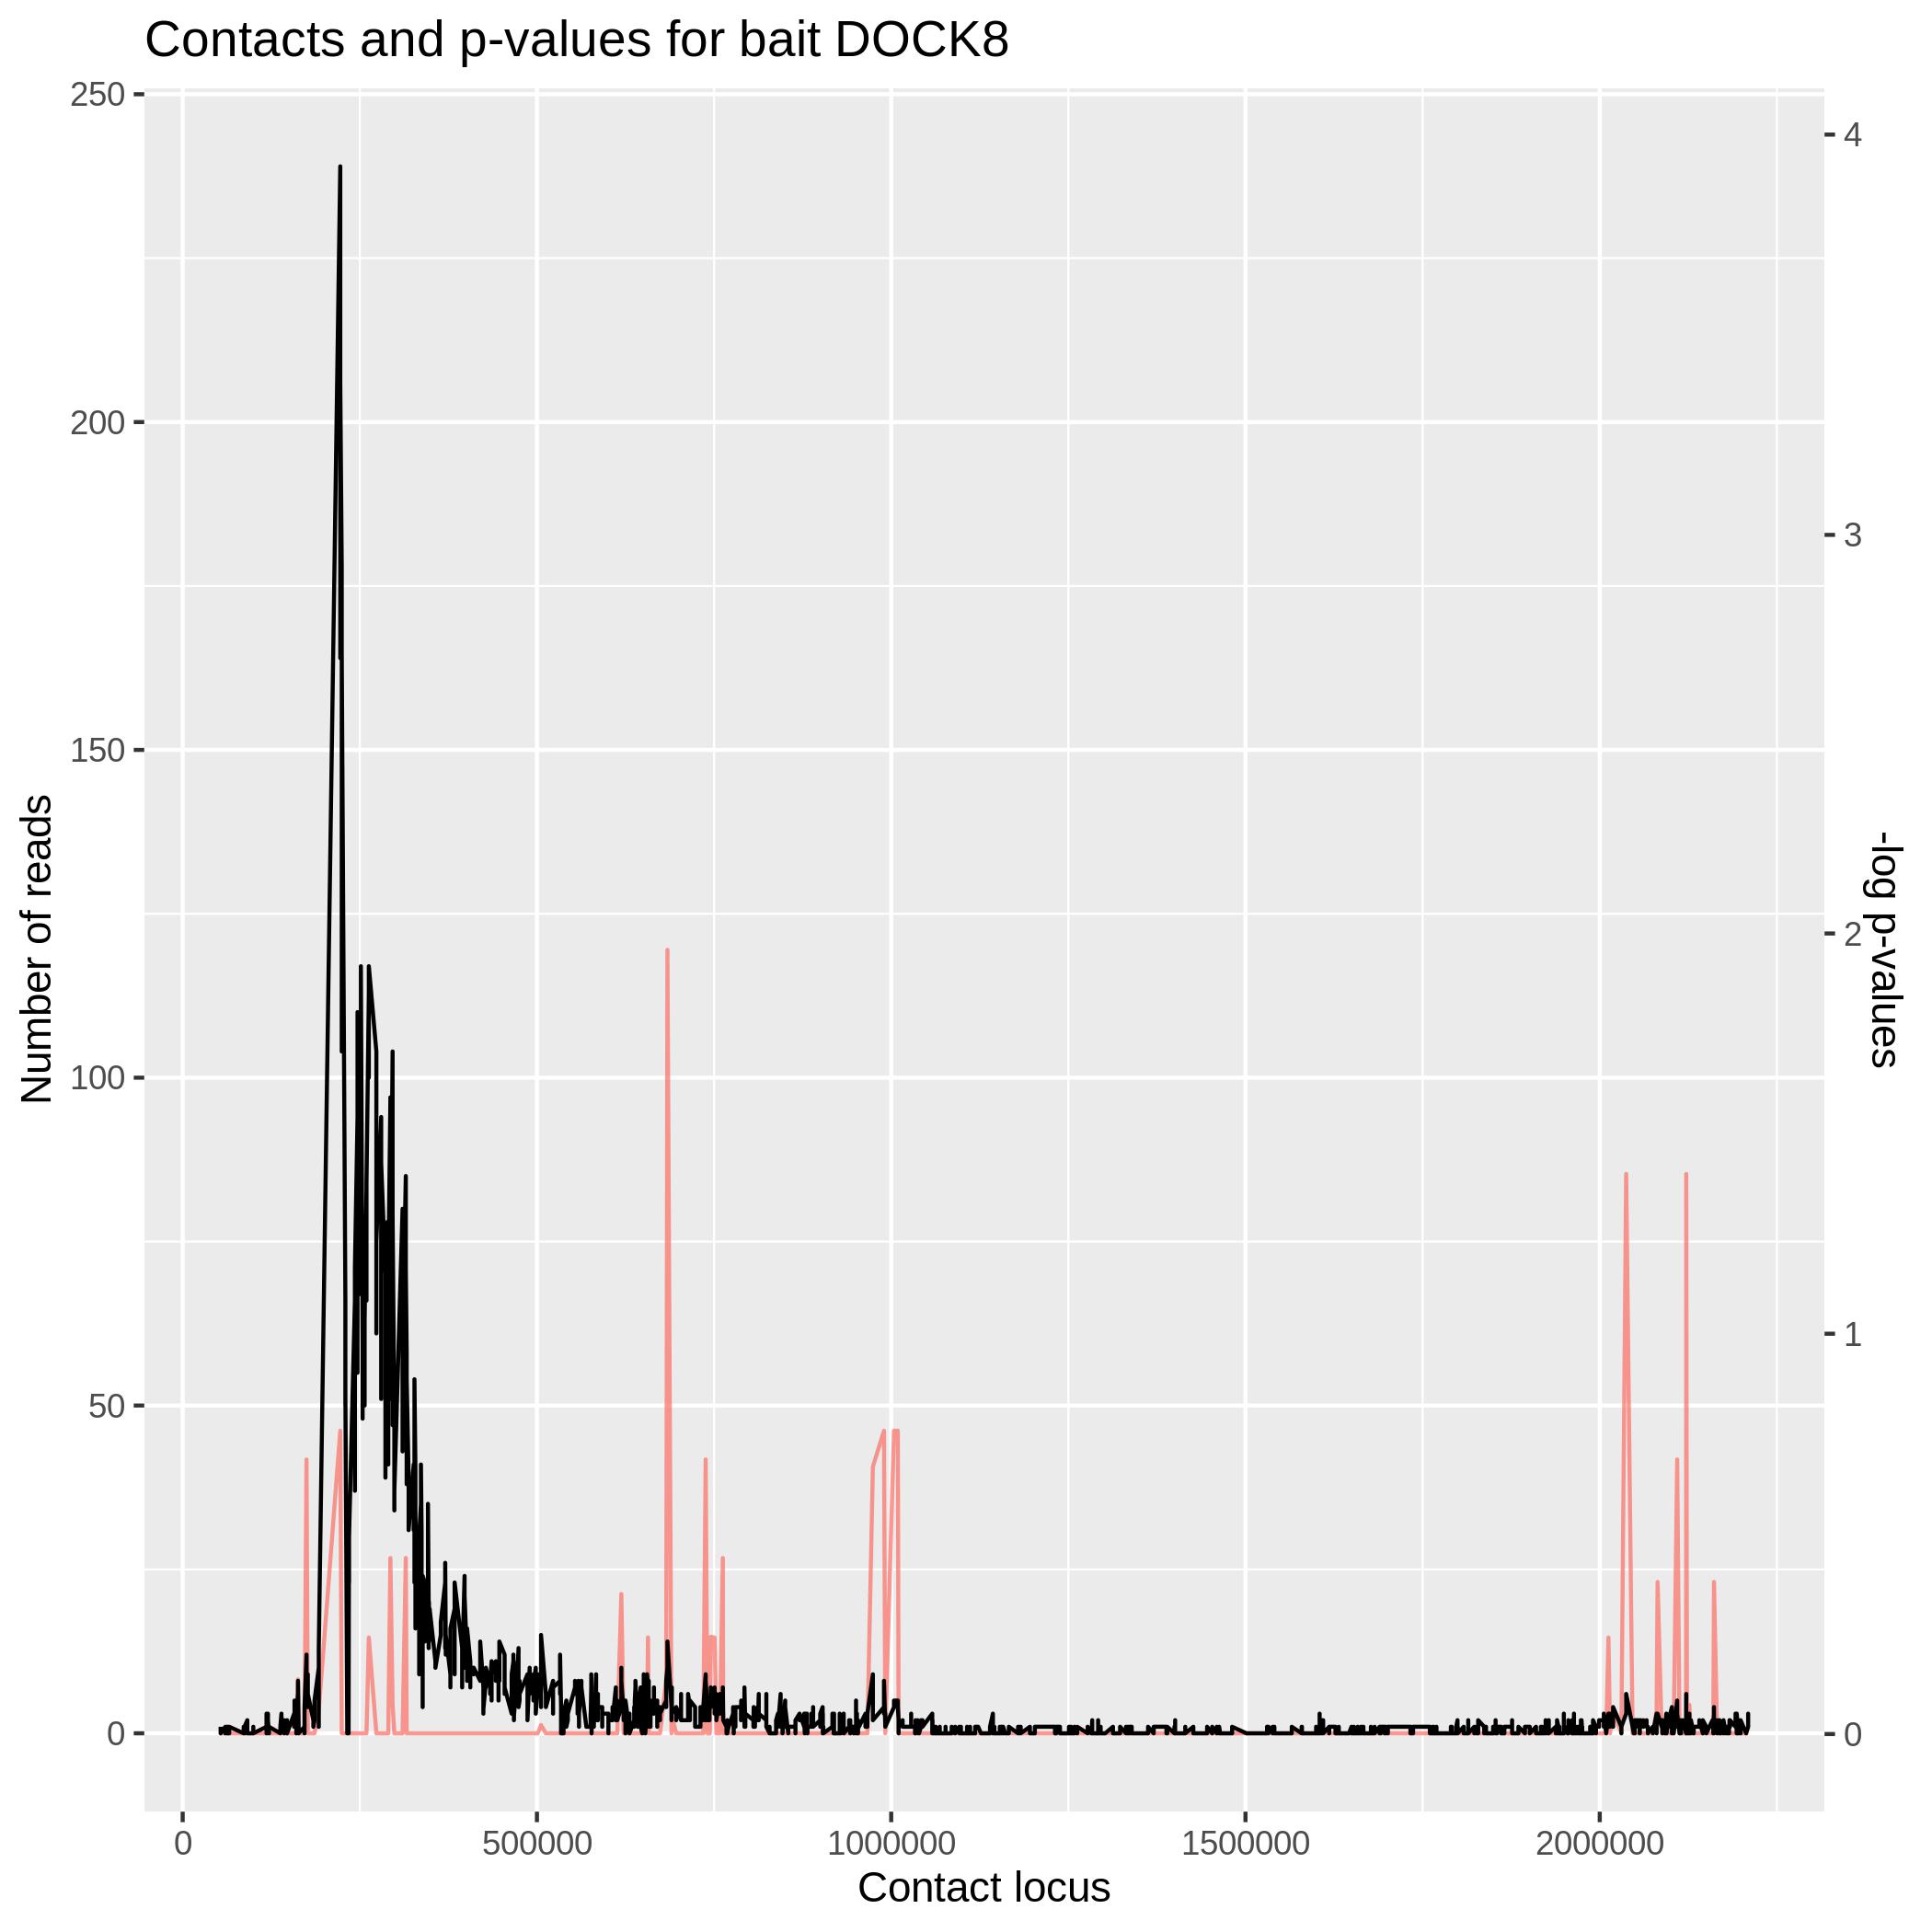 Contacts and p-values for bait DOCK8
250
200
150
100
50
0
Number of reads
4
3
2
1
0
-log p-values
0 500000 1000000 1500000 2000000
Contact locus